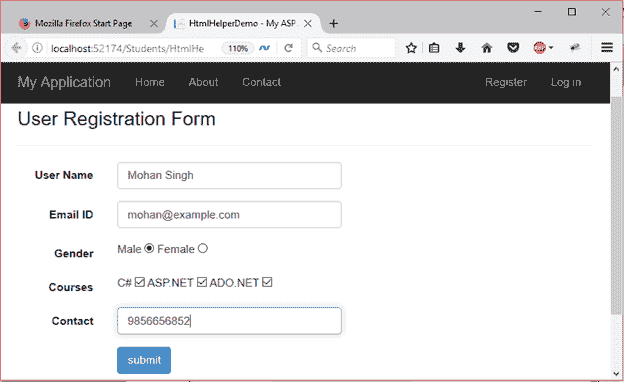 Mozilla Firefox Start Page HtmlHelperDemo - My ASP.
localhost:52174/Students/HtmlHe 110% Search
My Application Home About Contact Register Log in
User Registration Form
User Name Mohan Singh
Email ID mohan@example.com
Gender Male Female
Courses C# ASP.NET ADO.NET
Contact 9856656852
submit